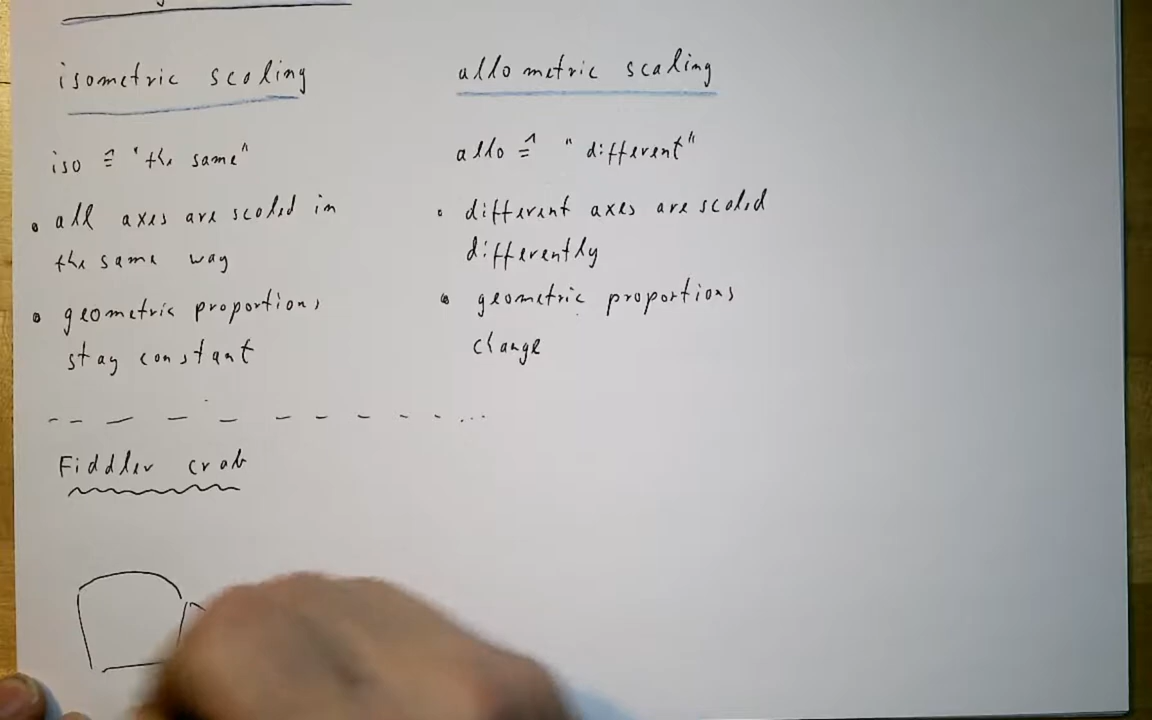 isometric scaling
allometric scaling
iso ≙ "the same"
allo ≙ "different"
• all axes are scaled in
the same way
• different axes are scaled
differently
• geometric proportions
stay constant
• geometric proportions
change
Fiddler crab